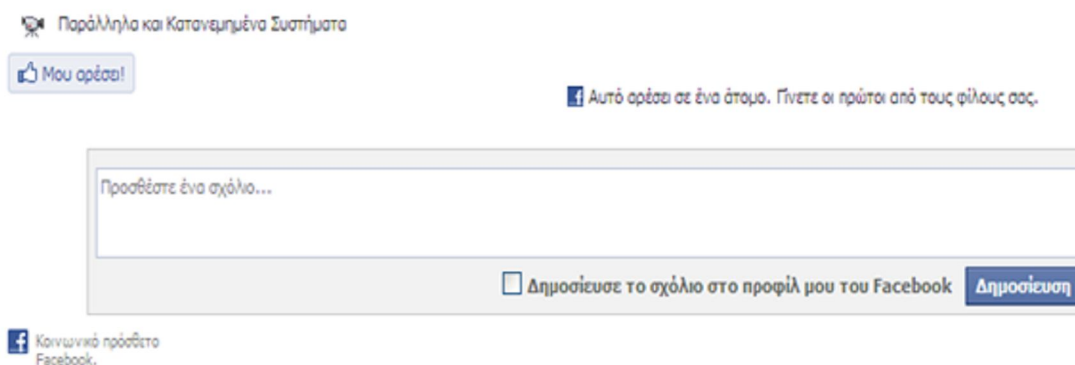 Παράλληλα και Κατανεμημένα Συστήματα
Μου αρέσει!
Αυτό αρέσει σε ένα άτομο. Γίνετε οι πρώτοι από τους φίλους σας.
Προσθέστε ένα σχόλιο...
Δημοσίευσε το σχόλιο στο προφίλ μου του Facebook
Δημοσίευση
Κοινωνικό πρόσθετο
Facebook.